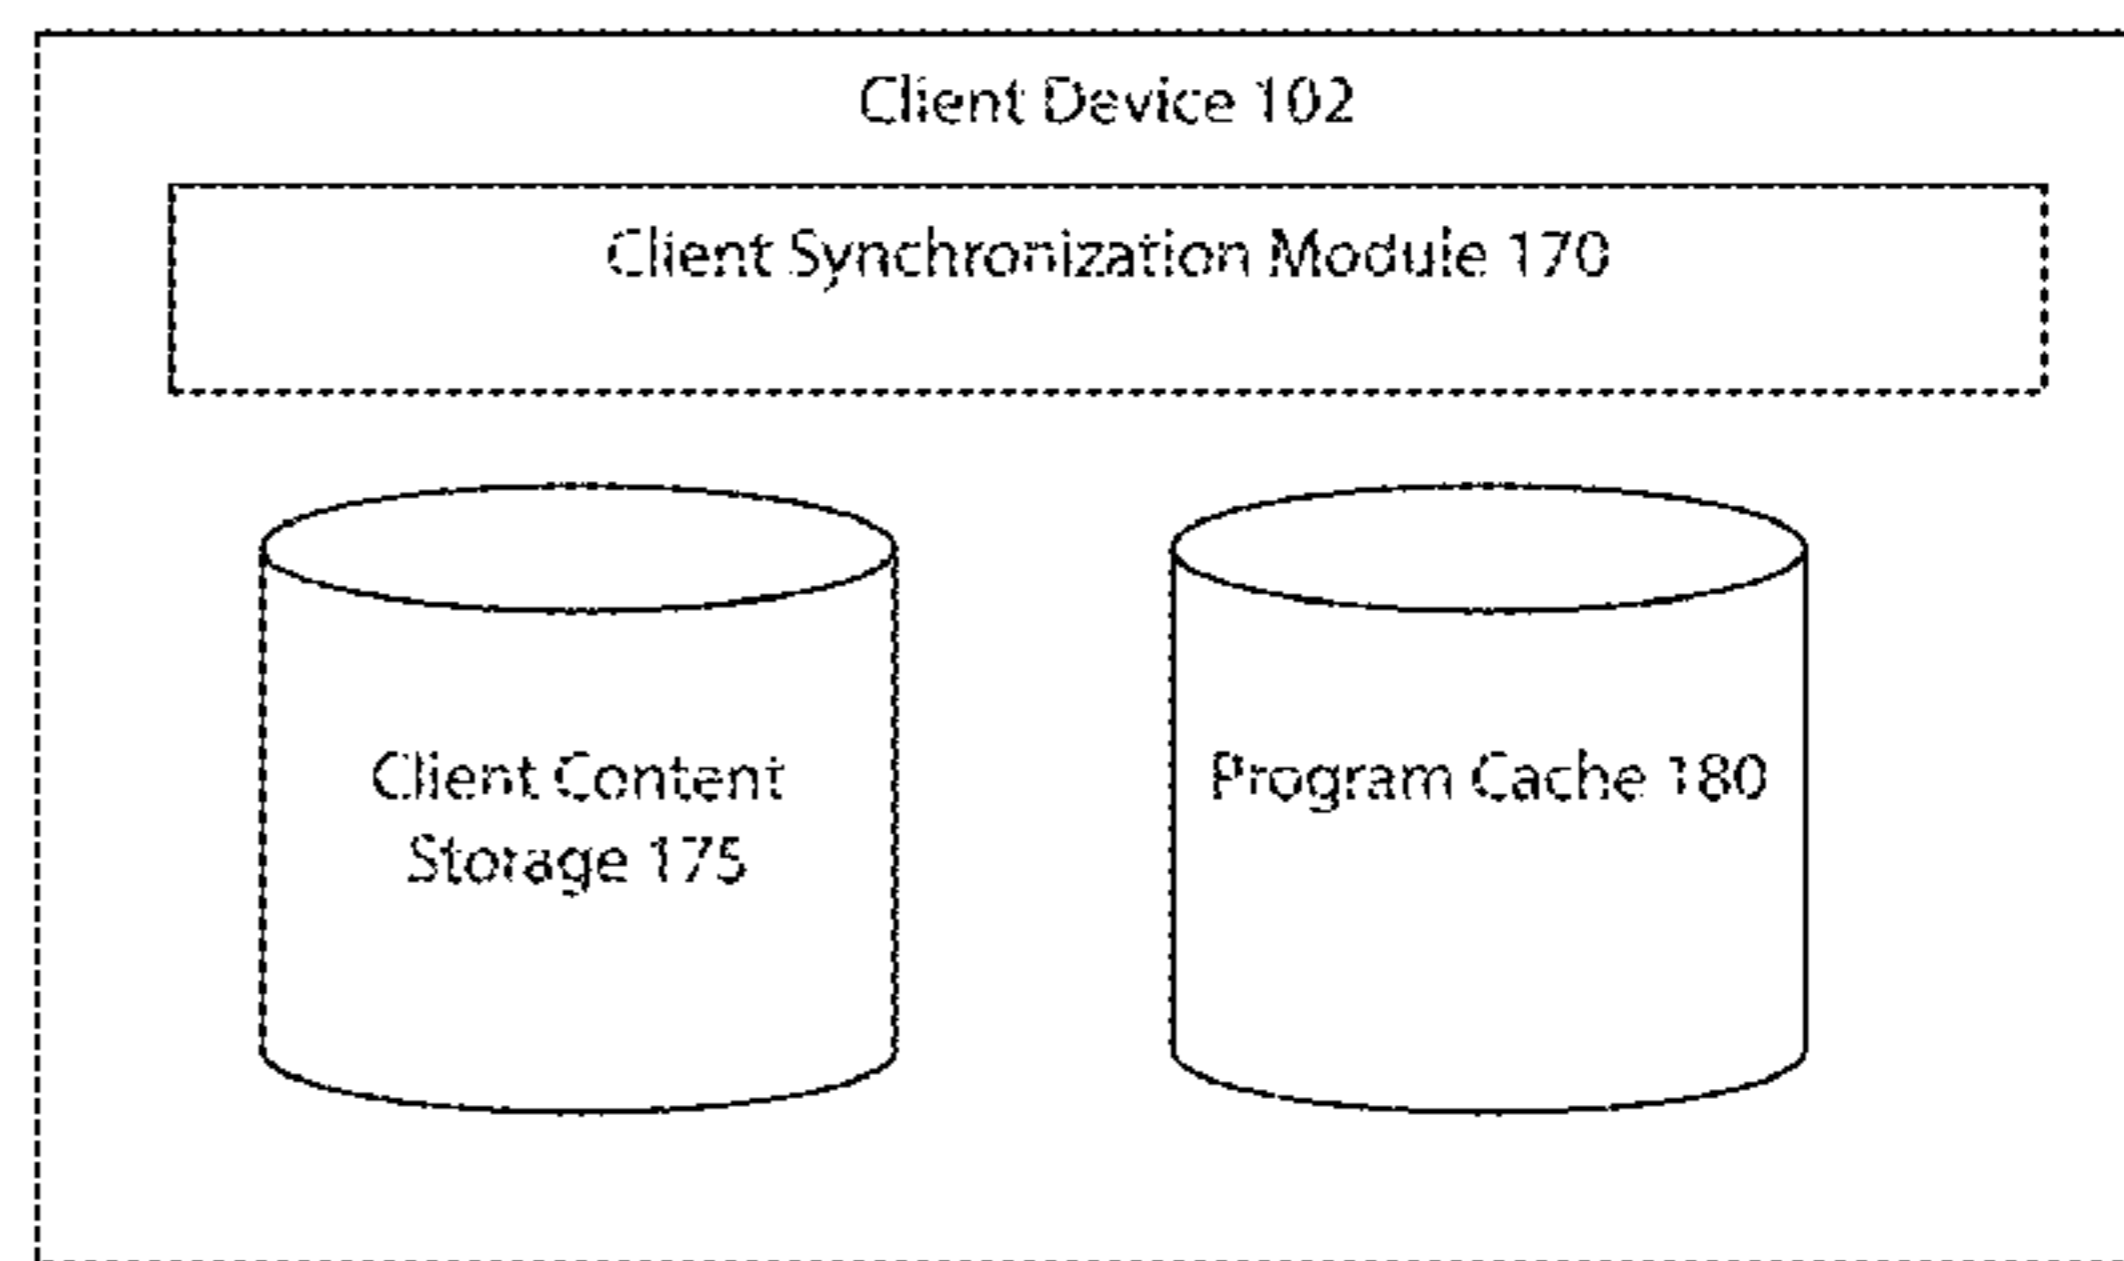 Client Device 102
Client Synchronization Module 170
Client Content
Storage 175
Program Cache 180